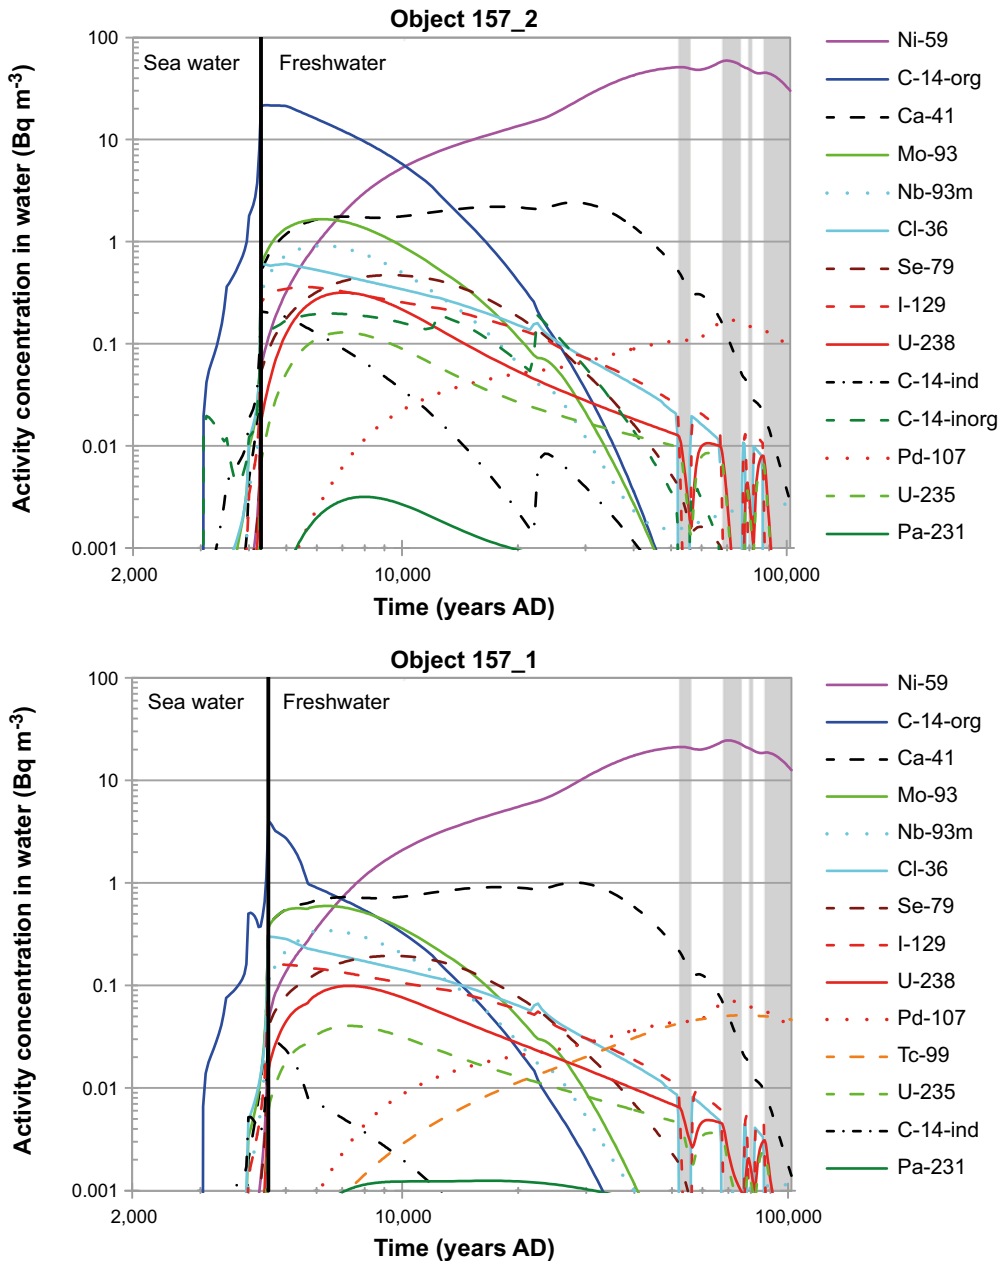 Object 157_2
Activity concentration in water (Bq m-3)
100
10
1
0.1
0.01
0.001
Sea water
Freshwater
2,000
10,000
100,000
Time (years AD)
Ni-59
C-14-org
Ca-41
Mo-93
Nb-93m
Cl-36
Se-79
I-129
U-238
C-14-ind
C-14-inorg
Pd-107
U-235
Pa-231
Object 157_1
Activity concentration in water (Bq m-3)
100
10
1
0.1
0.01
0.001
Sea water
Freshwater
2,000
10,000
100,000
Time (years AD)
Ni-59
C-14-org
Ca-41
Mo-93
Nb-93m
Cl-36
Se-79
I-129
U-238
Pd-107
Tc-99
U-235
C-14-ind
Pa-231